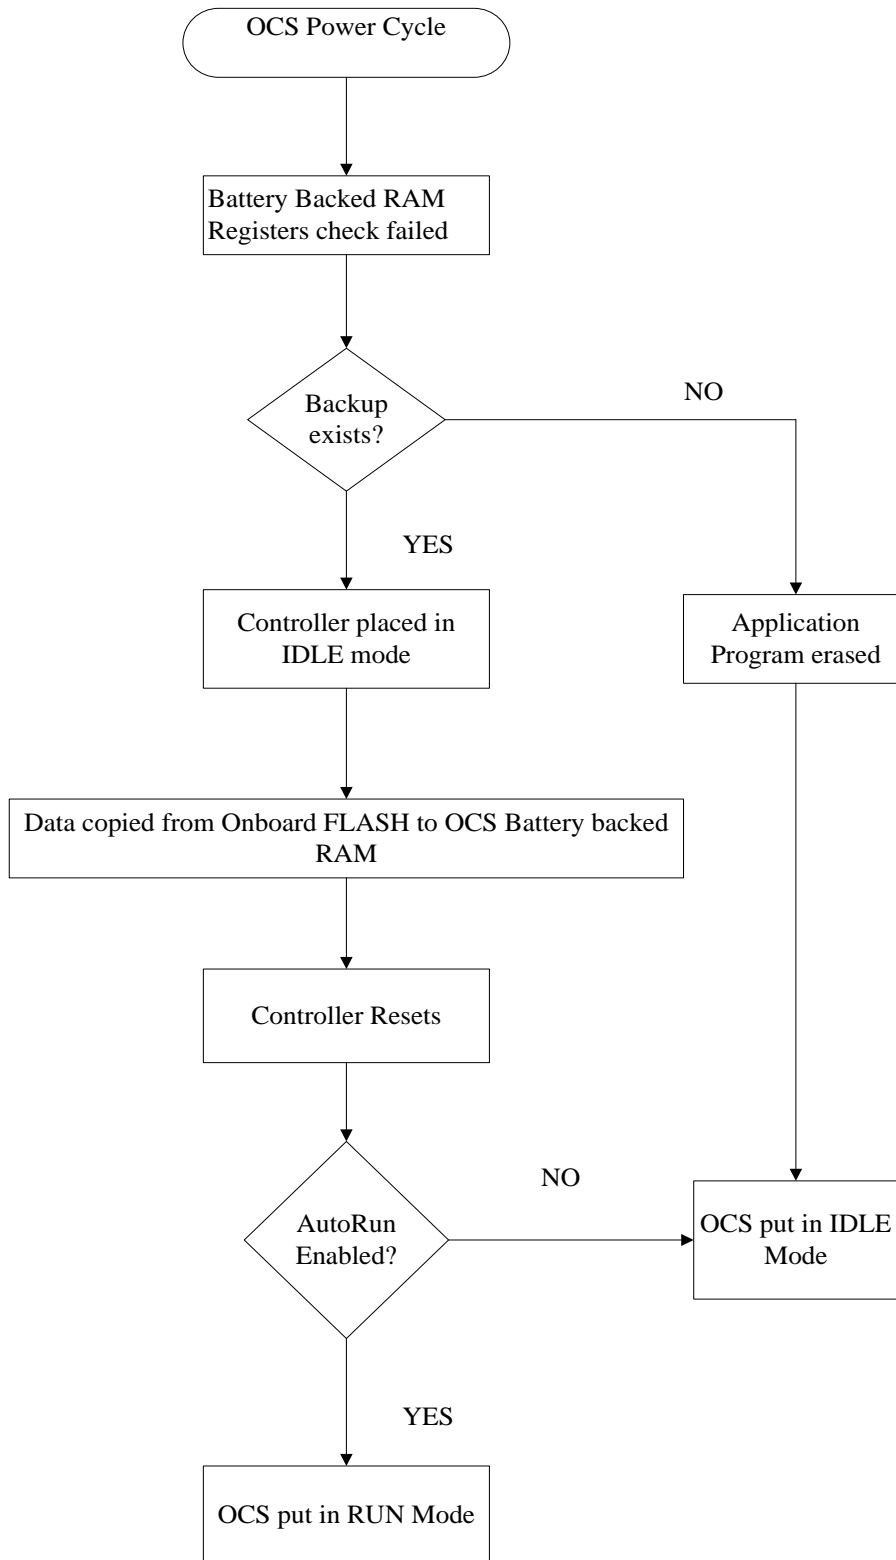 OCS Power Cycle
Battery Backed RAM
Registers check failed
Backup
exists?
NO
YES
Controller placed in
IDLE mode
Application
Program erased
Data copied from Onboard FLASH to OCS Battery backed
RAM
Controller Resets
AutoRun
Enabled?
NO
OCS put in IDLE
Mode
YES
OCS put in RUN Mode